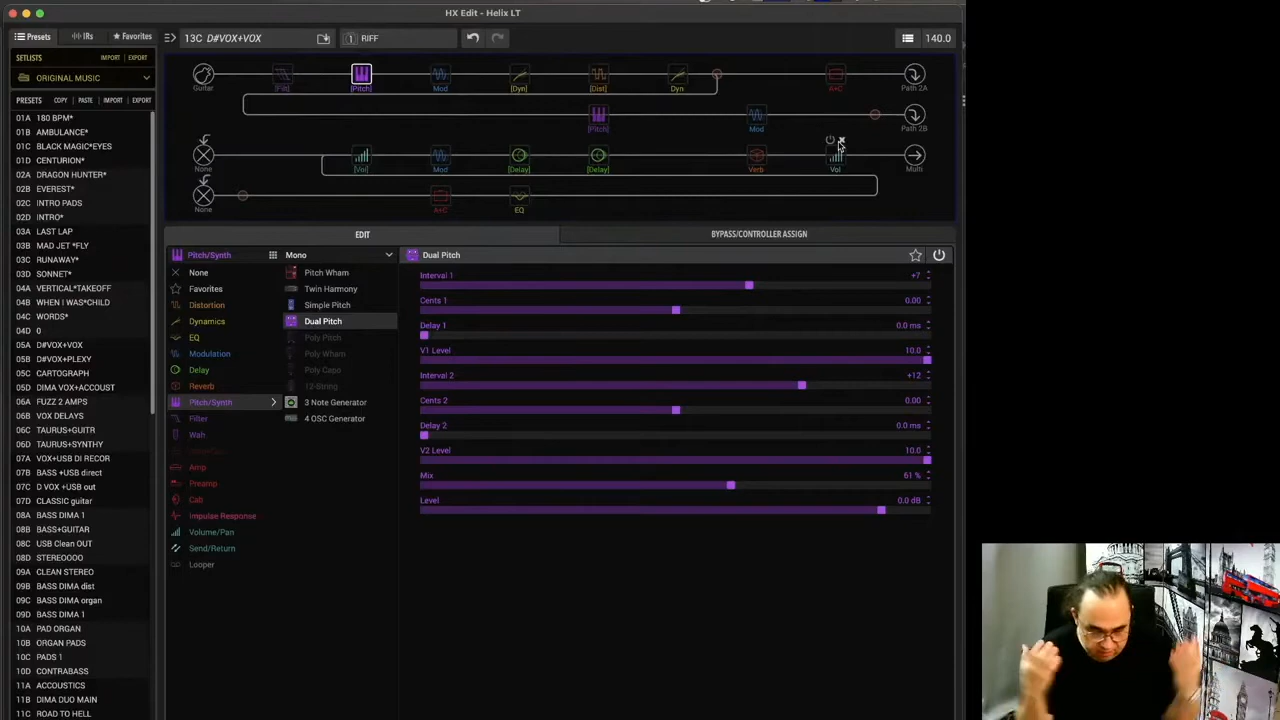 HX Edit - Helix LT
Presets
IRs
Favorites
13C D#VOX+VOX
1 RIFF
140.0
SETLISTS
IMPORT EXPORT
ORIGINAL MUSIC
PRESETS COPY PASTE IMPORT EXPORT
01A 180 BPM*
01B AMBULANCE*
01C BLACK MAGIC*EYES
01D CENTURION*
02A DRAGON HUNTER*
02B EVEREST*
02C INTRO PADS
02D INTRO*
03A LAST LAP
03B MAD JET *FLY
03C RUNAWAY*
03D SONNET*
04A VERTICAL*TAKEOFF
04B WHEN I WAS*CHILD
04C WORDS*
04D 0
05A D#VOX+VOX
05B D#VOX+PLEXY
05C CARTOGRAPH
05D DIMA VOX+ACCOUST
06A FUZZ 2 AMPS
06B VOX DELAYS
06C TAURUS+GUITR
06D TAURUS+SYNTHY
07A VOX+USB DI RECOR
07B BASS +USB direct
07C D VOX +USB out
07D CLASSIC guitar
08A BASS DIMA 1
08B BASS+GUITAR
08C USB Clean OUT
08D STEREOOOO
09A CLEAN STEREO
09B BASS DIMA dist
09C BASS DIMA organ
09D BASS DIMA 1
10A PAD ORGAN
10B ORGAN PADS
10C PADS 1
10D CONTRABASS
11A ACCOUSTICS
11B DIMA DUO MAIN
11C ROAD TO HELL
Guitar
[Filt]
[Pitch]
Mod
[Dyn]
[Dist]
Dyn
A+C
Path 2A
[Pitch]
Mod
Path 2B
None
[Vol]
Mod
[Delay]
[Delay]
Verb
Vol
Multi
None
A+C
EQ
EDIT
BYPASS/CONTROLLER ASSIGN
Pitch/Synth
Mono
Dual Pitch
None
Favorites
Distortion
Dynamics
EQ
Modulation
Delay
Reverb
Pitch/Synth
Filter
Wah
Amp
Preamp
Cab
Impulse Response
Volume/Pan
Send/Return
Looper
Pitch Wham
Twin Harmony
Simple Pitch
Dual Pitch
Poly Pitch
Poly Wham
Poly Capo
12-String
3 Note Generator
4 OSC Generator
Interval 1 +7
Cents 1 0.00
Delay 1 0.0 ms
V1 Level 10.0
Interval 2 +12
Cents 2 0.00
Delay 2 0.0 ms
V2 Level 10.0
Mix 61 %
Level 0.0 dB